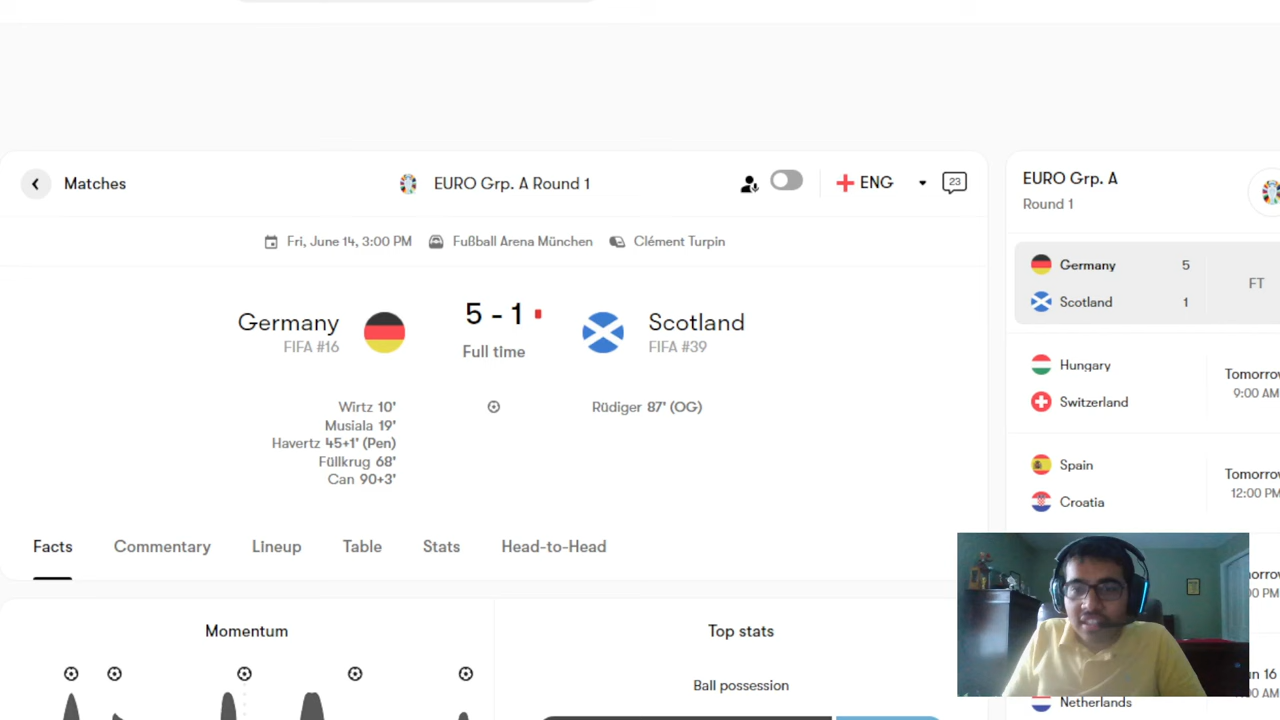 Matches
EURO Grp. A Round 1
ENG
23
Fri, June 14, 3:00 PM
Fußball Arena München
Clément Turpin
Germany
FIFA #16
5 - 1
Full time
Scotland
FIFA #39
Wirtz 10'
Musiala 19'
Havertz 45+1' (Pen)
Füllkrug 68'
Can 90+3'
Rüdiger 87' (OG)
Facts
Commentary
Lineup
Table
Stats
Head-to-Head
Momentum
Top stats
Ball possession
EURO Grp. A
Round 1
Germany 5
Scotland 1
FT
Hungary
Switzerland
Tomorrow
9:00 AM
Spain
Croatia
Tomorrow
12:00 PM
Netherlands